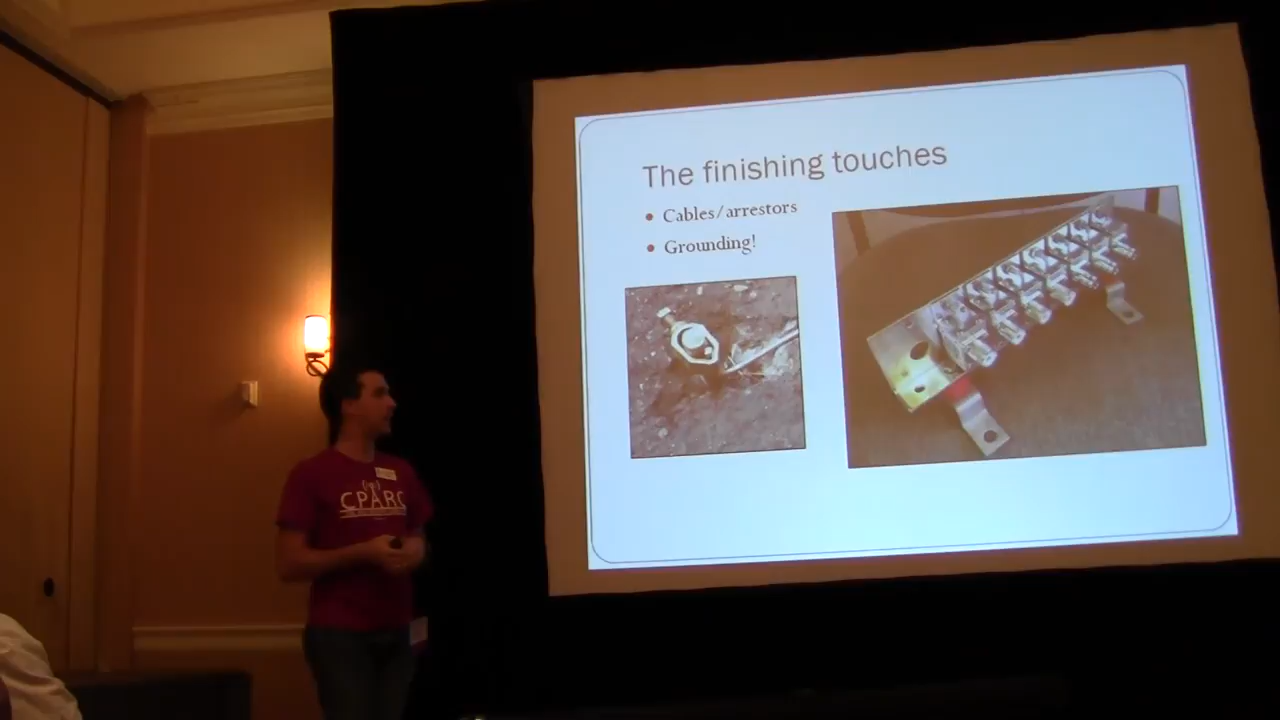 The finishing touches
• Cables/arrestors
• Grounding!
CPARC